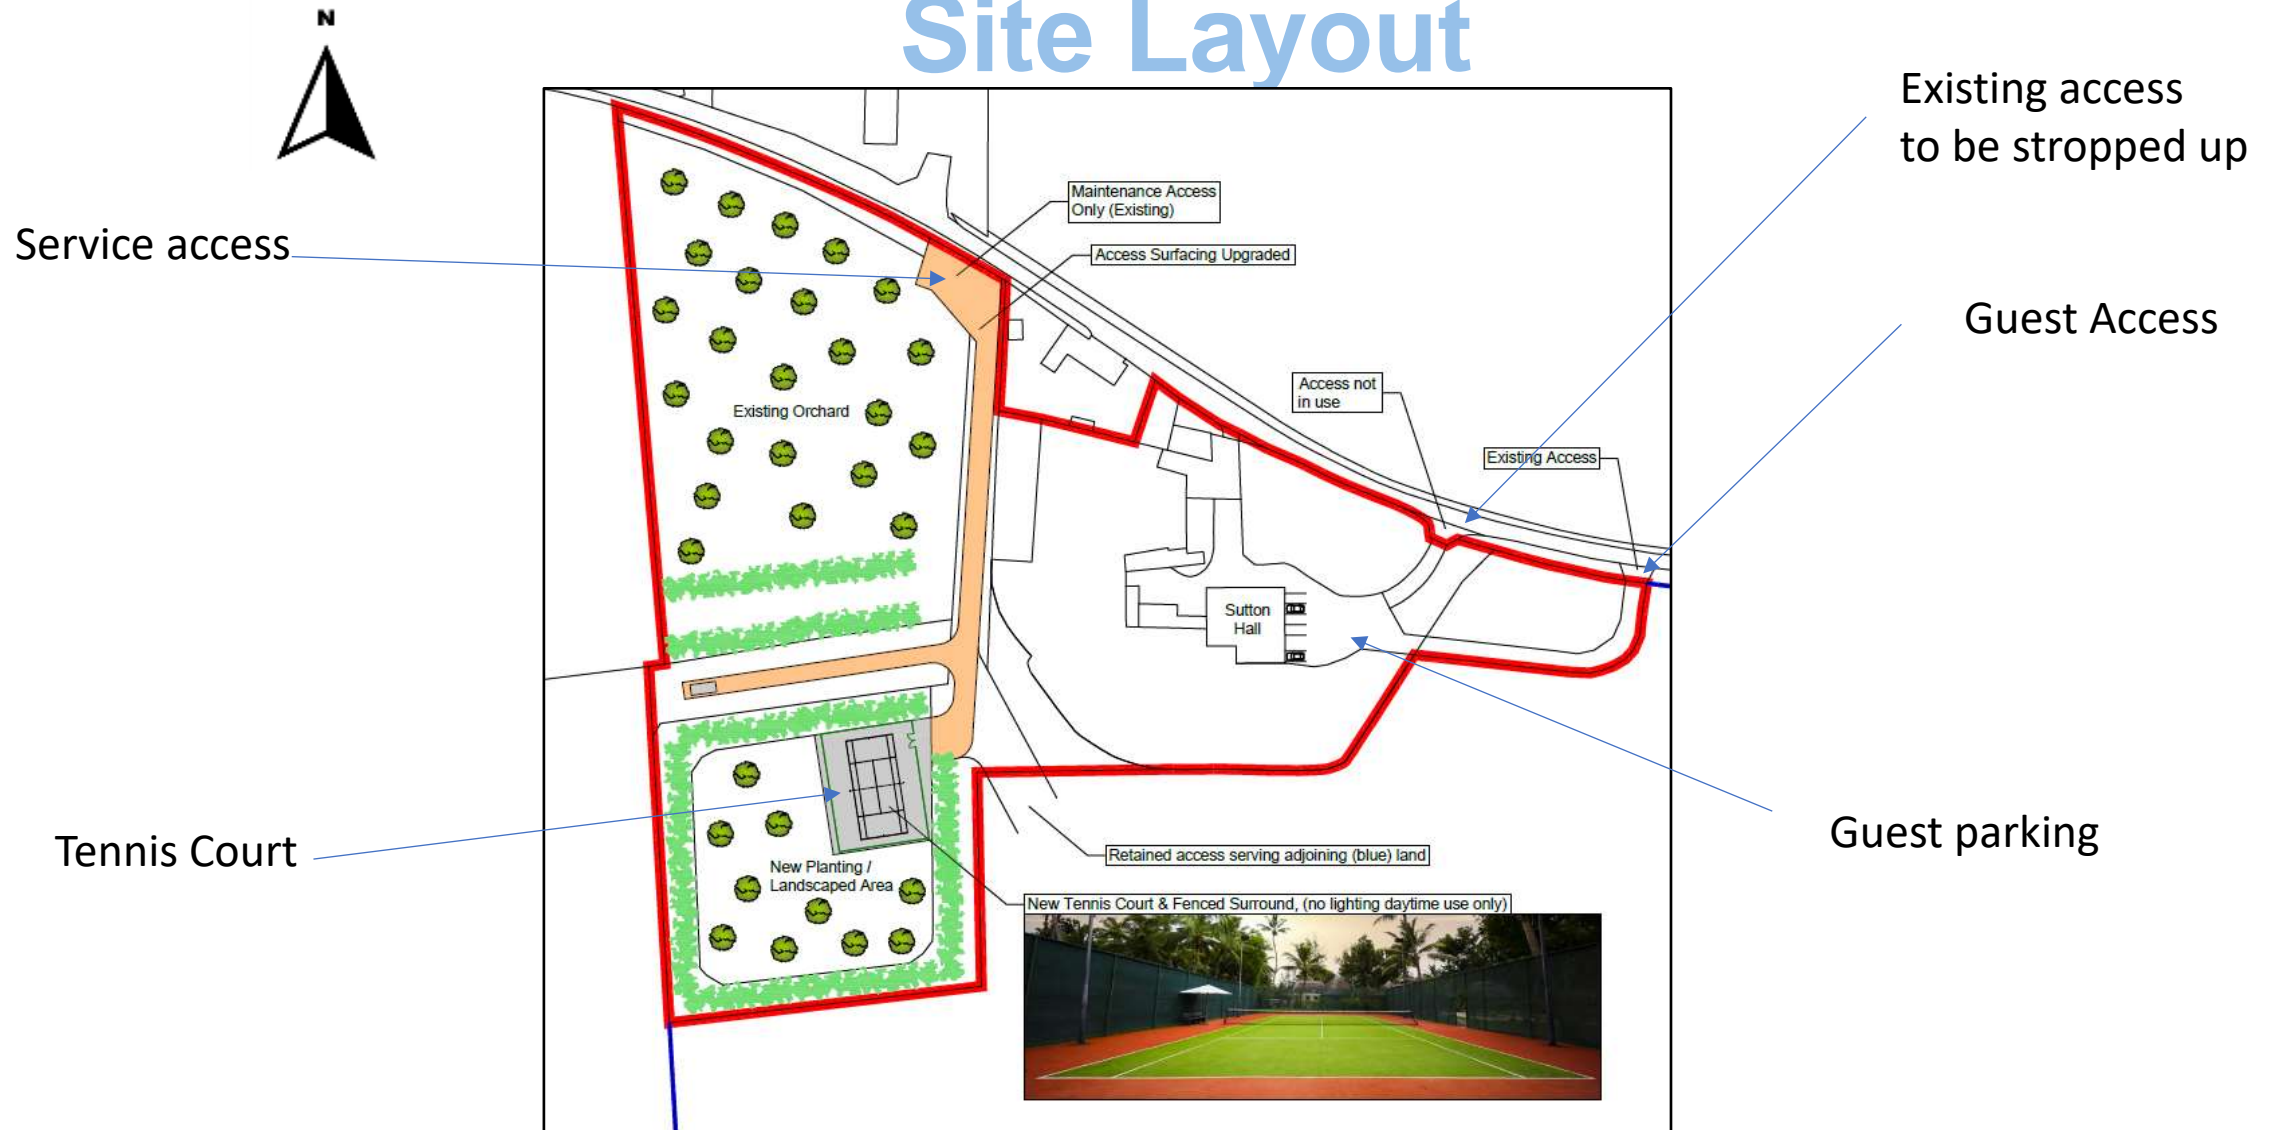 Site Layout
N
Existing access
to be stropped up
Maintenance Access
Only (Existing)
Service access
Access Surfacing Upgraded
Guest Access
Access not
in use
Existing Orchard
Existing Access
Sutton
Hall
Guest parking
Tennis Court
Retained access serving adjoining (blue) land
New Planting /
Landscaped Area
New Tennis Court & Fenced Surround, (no lighting daytime use only)